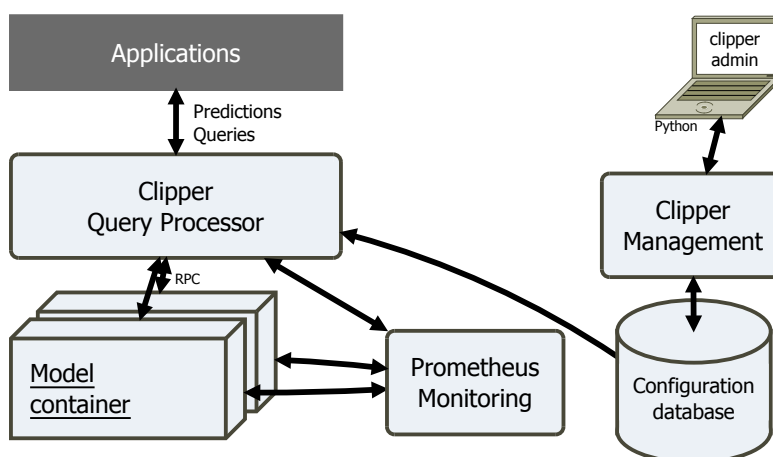 Applications
clipper
admin
Predictions
Queries
Python
Clipper
Query Processor
Clipper
Management
RPC
Model
container
Prometheus
Monitoring
Configuration
database